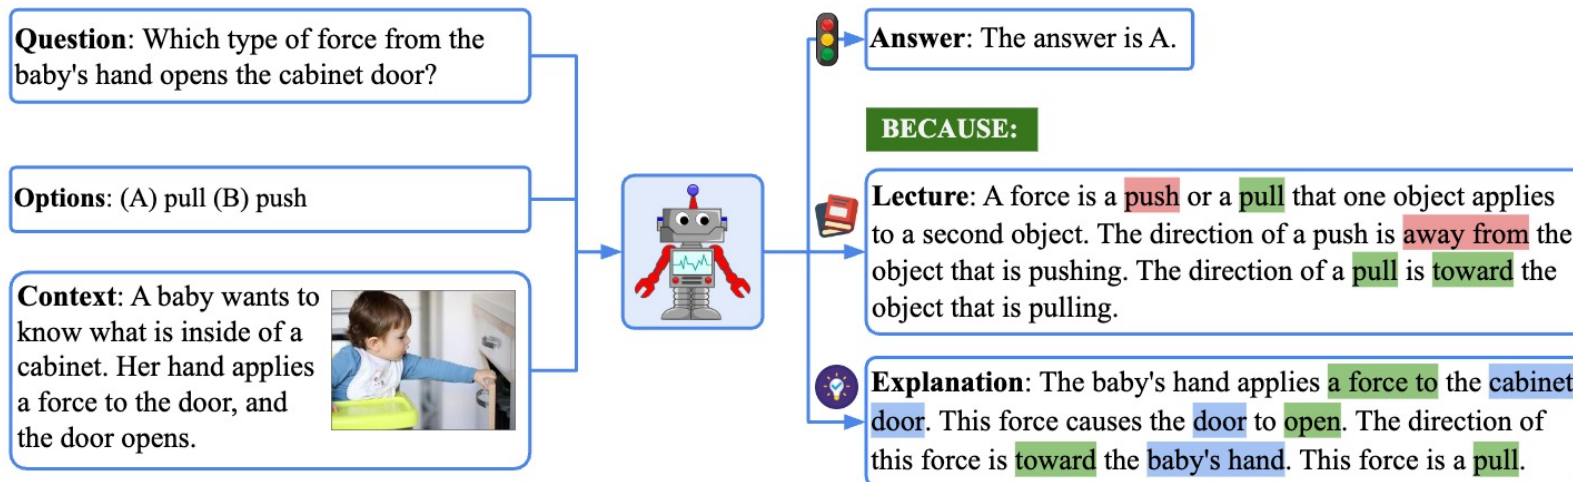 Question: Which type of force from the
baby's hand opens the cabinet door?
Options: (A) pull (B) push
Context: A baby wants to
know what is inside of a
cabinet. Her hand applies
a force to the door, and
the door opens.
Answer: The answer is A.
BECAUSE:
Lecture: A force is a push or a pull that one object applies
to a second object. The direction of a push is away from the
object that is pushing. The direction of a pull is toward the
object that is pulling.
Explanation: The baby's hand applies a force to the cabinet
door. This force causes the door to open. The direction of
this force is toward the baby's hand. This force is a pull.